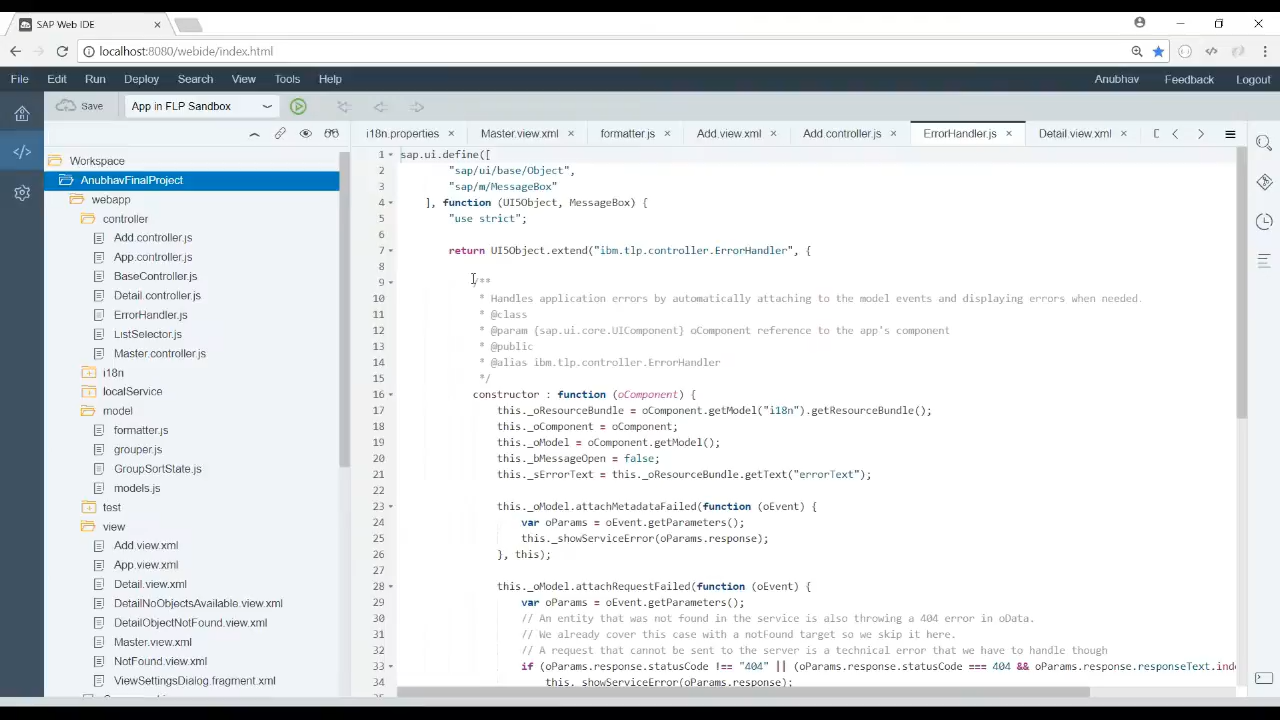 SAP Web IDE
localhost:8080/webide/index.html
File Edit Run Deploy Search View Tools Help Anubhav Feedback Logout
Save App in FLP Sandbox
i18n.properties Master.view.xml formatter.js Add.view.xml Add controller.js ErrorHandler.js Detail view.xml
Workspace
AnubhavFinalProject
webapp
controller
Add.controller.js
App.controller.js
BaseController.js
Detail.controller.js
ErrorHandler.js
ListSelector.js
Master.controller.js
i18n
localService
model
formatter.js
grouper.js
GroupSortState.js
models.js
test
view
Add.view.xml
App.view.xml
Detail.view.xml
DetailNoObjectsAvailable.view.xml
DetailObjectNotFound.view.xml
Master.view.xml
NotFound.view.xml
ViewSettingsDialog.fragment.xml
1 sap.ui.define([
2 "sap/ui/base/Object",
3 "sap/m/MessageBox"
4 ], function (UI5Object, MessageBox) {
5 "use strict";
6
7 return UI5Object.extend("ibm.tlp.controller.ErrorHandler", {
8
9 /**
10 * Handles application errors by automatically attaching to the model events and displaying errors when needed.
11 * @class
12 * @param {sap.ui.core.UIComponent} oComponent reference to the app's component
13 * @public
14 * @alias ibm.tlp.controller.ErrorHandler
15 */
16 constructor : function (oComponent) {
17 this._oResourceBundle = oComponent.getModel("i18n").getResourceBundle();
18 this._oComponent = oComponent;
19 this._oModel = oComponent.getModel();
20 this._bMessageOpen = false;
21 this._sErrorText = this._oResourceBundle.getText("errorText");
22
23 this._oModel.attachMetadataFailed(function (oEvent) {
24 var oParams = oEvent.getParameters();
25 this._showServiceError(oParams.response);
26 }, this);
27
28 this._oModel.attachRequestFailed(function (oEvent) {
29 var oParams = oEvent.getParameters();
30 // An entity that was not found in the service is also throwing a 404 error in oData.
31 // We already cover this case with a notFound target so we skip it here.
32 // A request that cannot be sent to the server is a technical error that we have to handle though
33 if (oParams.response.statusCode !== "404" || (oParams.response.statusCode === 404 && oParams.response.responseText.inde
34 this._showServiceError(oParams.response);